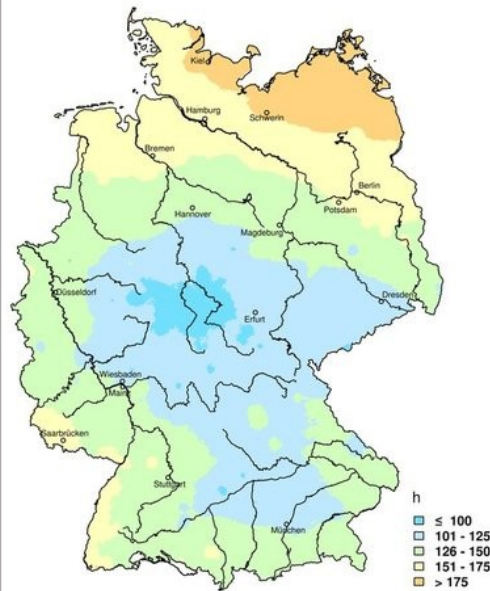 Kiel
Hamburg
Schwerin
Bremen
Berlin
Hannover
Potsdam
Magdeburg
Düsseldorf
Dresden
Erfurt
Wiesbaden
Mainz
Saarbrücken
Stuttgart
München
h
≤ 100
101 - 125
126 - 150
151 - 175
> 175